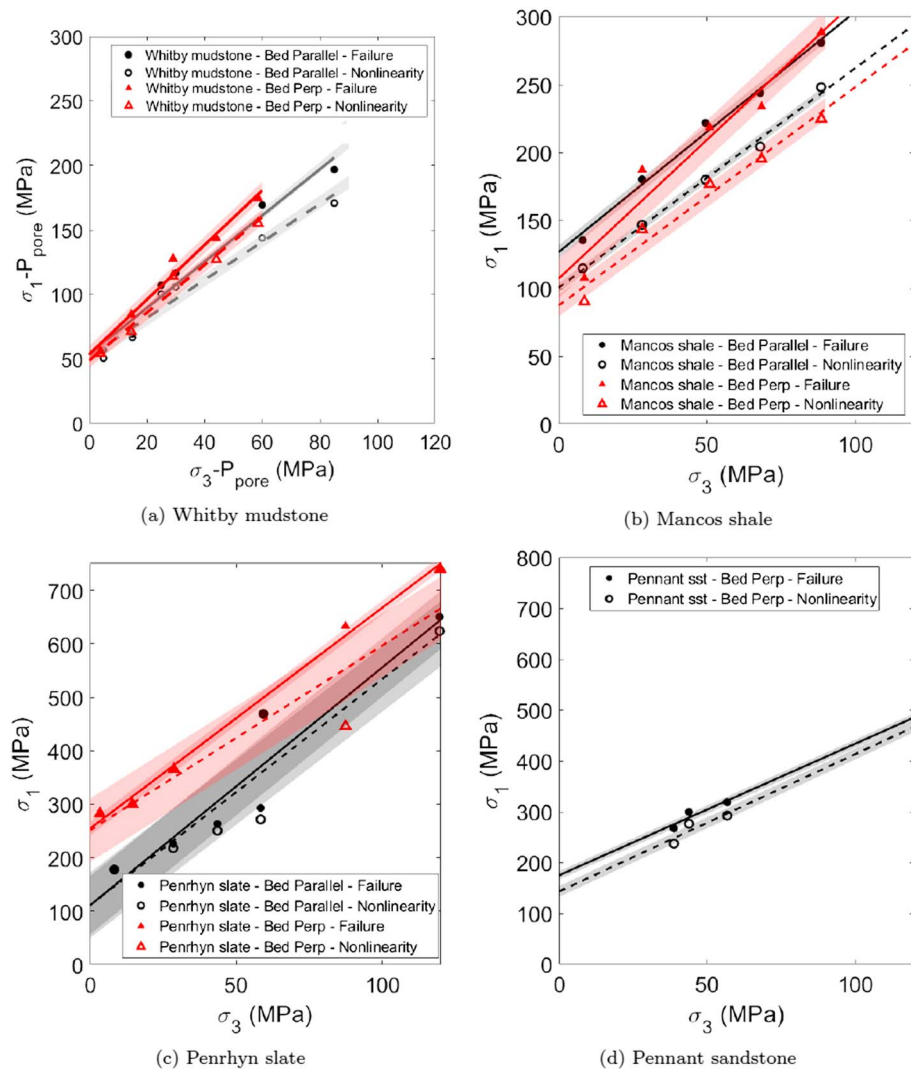 300
250
200
150
100
50
0
σ1-Ppore (MPa)
Whitby mudstone - Bed Parallel - Failure
Whitby mudstone - Bed Parallel - Nonlinearity
Whitby mudstone - Bed Perp - Failure
Whitby mudstone - Bed Perp - Nonlinearity
0 20 40 60 80 100 120
σ3-Ppore (MPa)
(a) Whitby mudstone
300
250
200
150
100
50
0
σ1 (MPa)
Mancos shale - Bed Parallel - Failure
Mancos shale - Bed Parallel - Nonlinearity
Mancos shale - Bed Perp - Failure
Mancos shale - Bed Perp - Nonlinearity
0 50 100
σ3 (MPa)
(b) Mancos shale
700
600
500
400
300
200
100
0
σ1 (MPa)
Penrhyn slate - Bed Parallel - Failure
Penrhyn slate - Bed Parallel - Nonlinearity
Penrhyn slate - Bed Perp - Failure
Penrhyn slate - Bed Perp - Nonlinearity
0 50 100
σ3 (MPa)
(c) Penrhyn slate
800
700
600
500
400
300
200
100
0
σ1 (MPa)
Pennant sst - Bed Perp - Failure
Pennant sst - Bed Perp - Nonlinearity
0 50 100
σ3 (MPa)
(d) Pennant sandstone